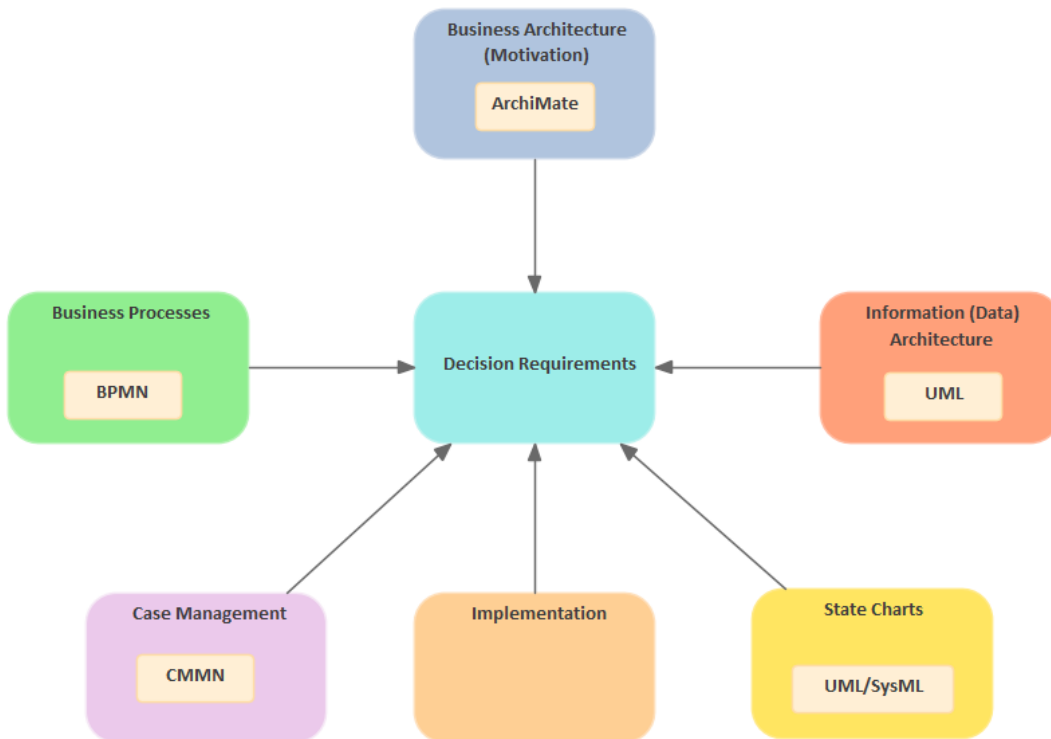 Business Architecture
(Motivation)
ArchiMate
Business Processes
BPMN
Decision Requirements
Information (Data)
Architecture
UML
Case Management
CMMN
Implementation
State Charts
UML/SysML